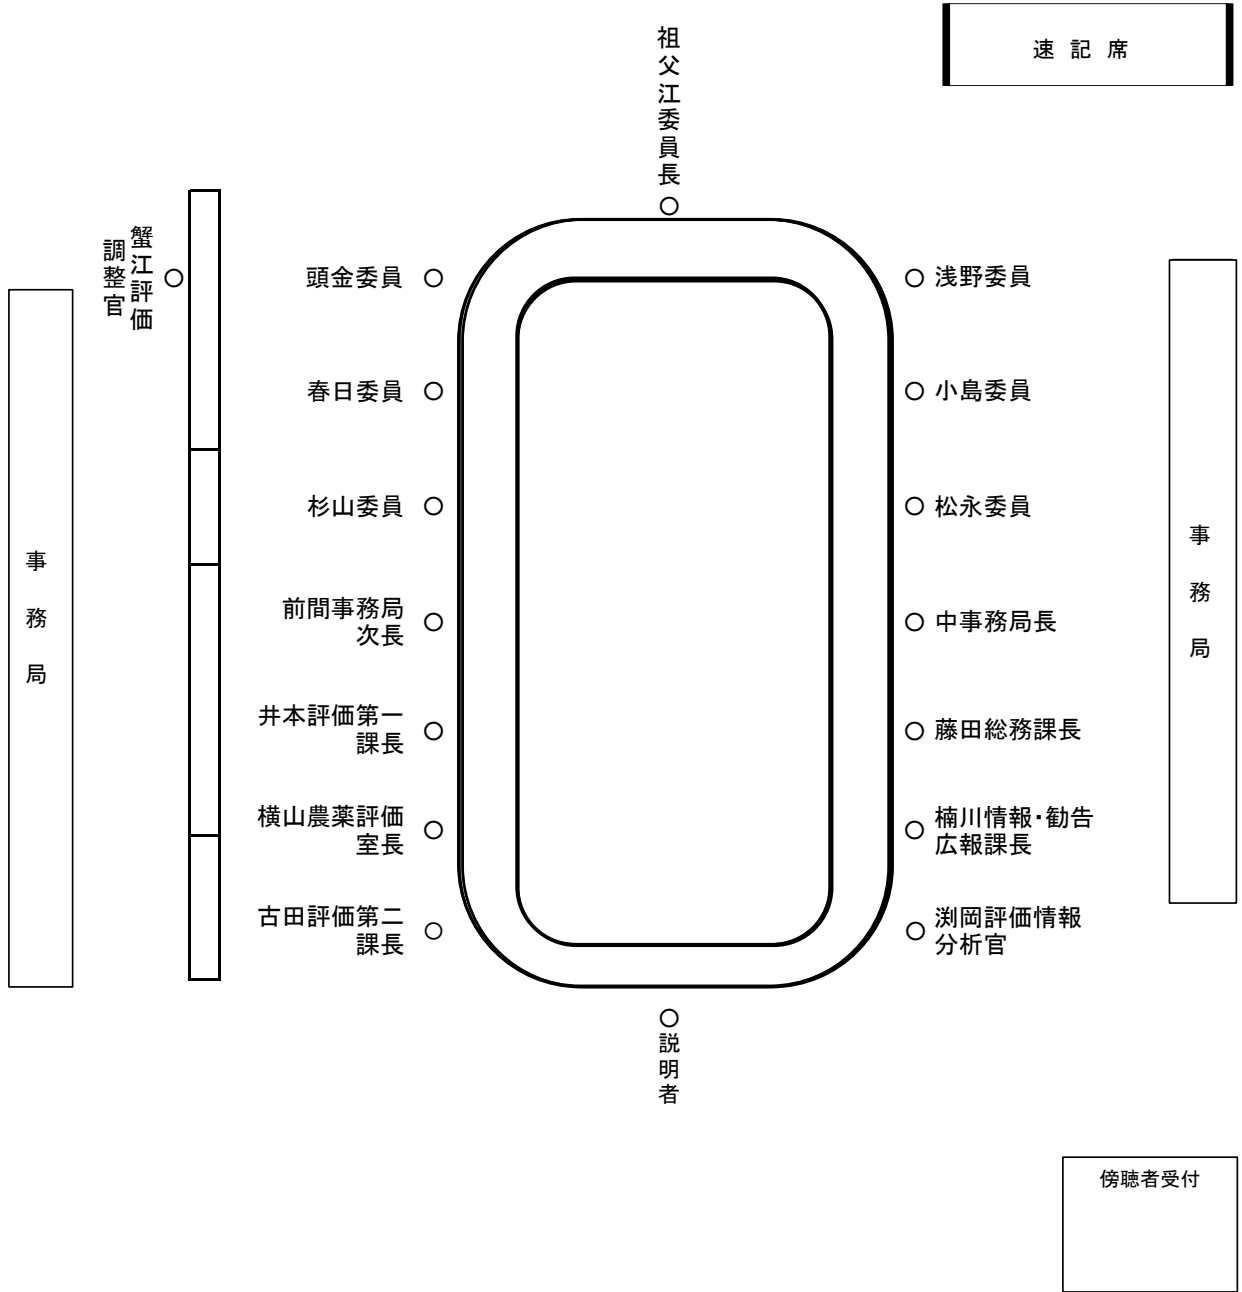 速記席
祖父江委員長
蟹江評価
調整官
頭金委員
浅野委員
春日委員
小島委員
杉山委員
松永委員
事務局
事務局
前間事務局
次長
中事務局長
井本評価第一
課長
藤田総務課長
横山農薬評価
室長
楠川情報・勧告
広報課長
古田評価第二
課長
渕岡評価情報
分析官
説明者
傍聴者受付